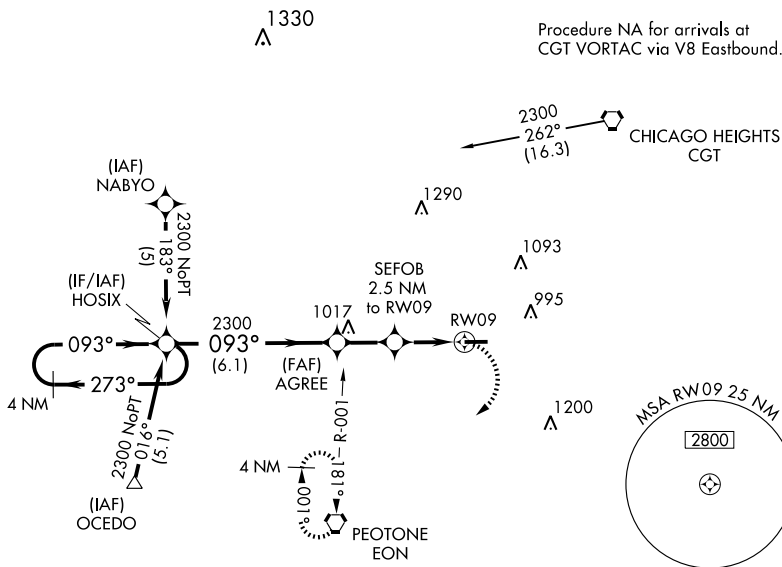 1330
Procedure NA for arrivals at
CGT VORTAC via V8 Eastbound.
2300
262°
(16.3)
CHICAGO HEIGHTS
CGT
(IAF)
NABYO
2300 NoPT
183°
(5)
1290
1093
995
(IF/IAF)
HOSIX
SEFOB
2.5 NM
to RW09
1017
RW09
093°
2300
093°
(6.1)
(FAF)
AGREE
273°
4 NM
2300 NoPT
016°
(5.1)
(IAF)
OCEDO
R-001
181°
4 NM
001°
PEOTONE
EON
1200
MSA RW09 25 NM
2800